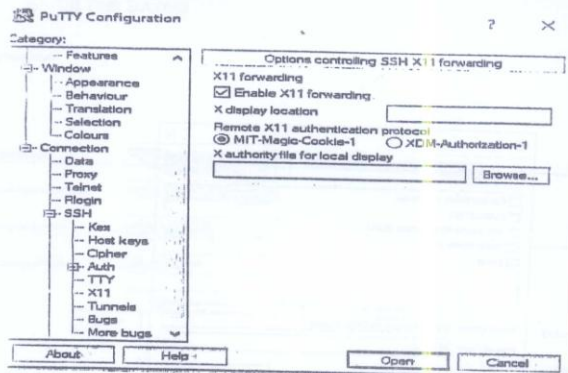 PuTTY Configuration
? ×
Category:
Features
Window
Appearance
Behaviour
Translation
Selection
Colours
Connection
Data
Proxy
Telnet
Rlogin
SSH
Kex
Host keys
Cipher
Auth
TTY
X11
Tunnels
Bugs
More bugs
Options controlling SSH X11 forwarding
X11 forwarding
Enable X11 forwarding
X display location
Remote X11 authentication protocol
MIT-Magic-Cookie-1 XDM-Authorization-1
X authority file for local display
Browse...
About Help Open Cancel